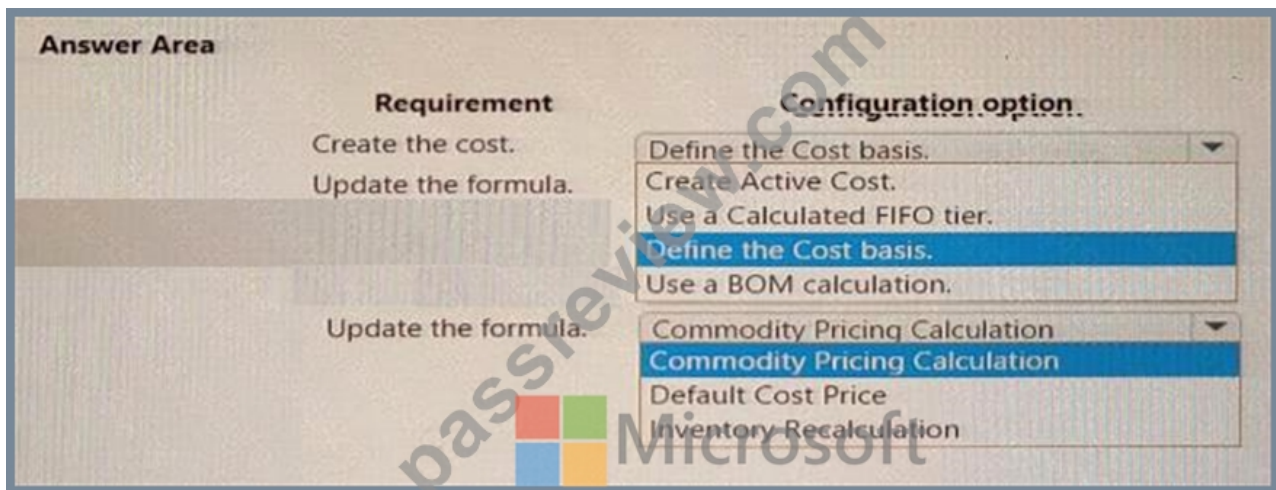 Answer Area
Requirement
Configuration option.
Create the cost.
Define the Cost basis.
Update the formula.
Create Active Cost.
Use a Calculated FIFO tier.
Define the Cost basis.
Use a BOM calculation.
Update the formula.
Commodity Pricing Calculation
Commodity Pricing Calculation
Default Cost Price
Inventory Recalculation
Microsoft
passreview.com